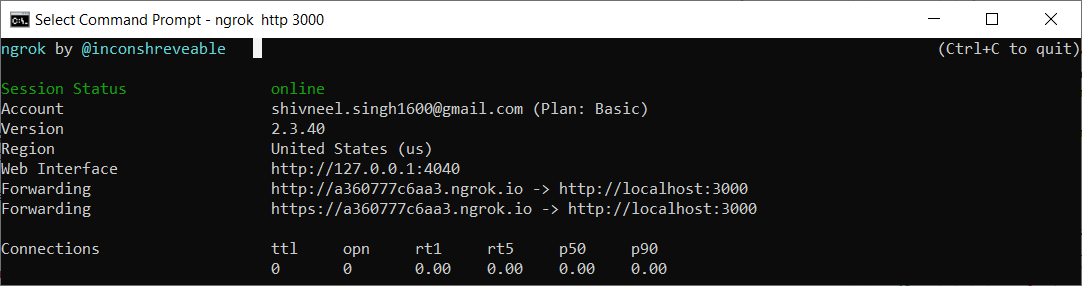 Select Command Prompt - ngrok http 3000
ngrok by @inconshreveable (Ctrl+C to quit)
Session Status online
Account shivneel.singh1600@gmail.com (Plan: Basic)
Version 2.3.40
Region United States (us)
Web Interface http://127.0.0.1:4040
Forwarding http://a360777c6aa3.ngrok.io -> http://localhost:3000
Forwarding https://a360777c6aa3.ngrok.io -> http://localhost:3000
Connections ttl opn rt1 rt5 p50 p90
0 0 0.00 0.00 0.00 0.00